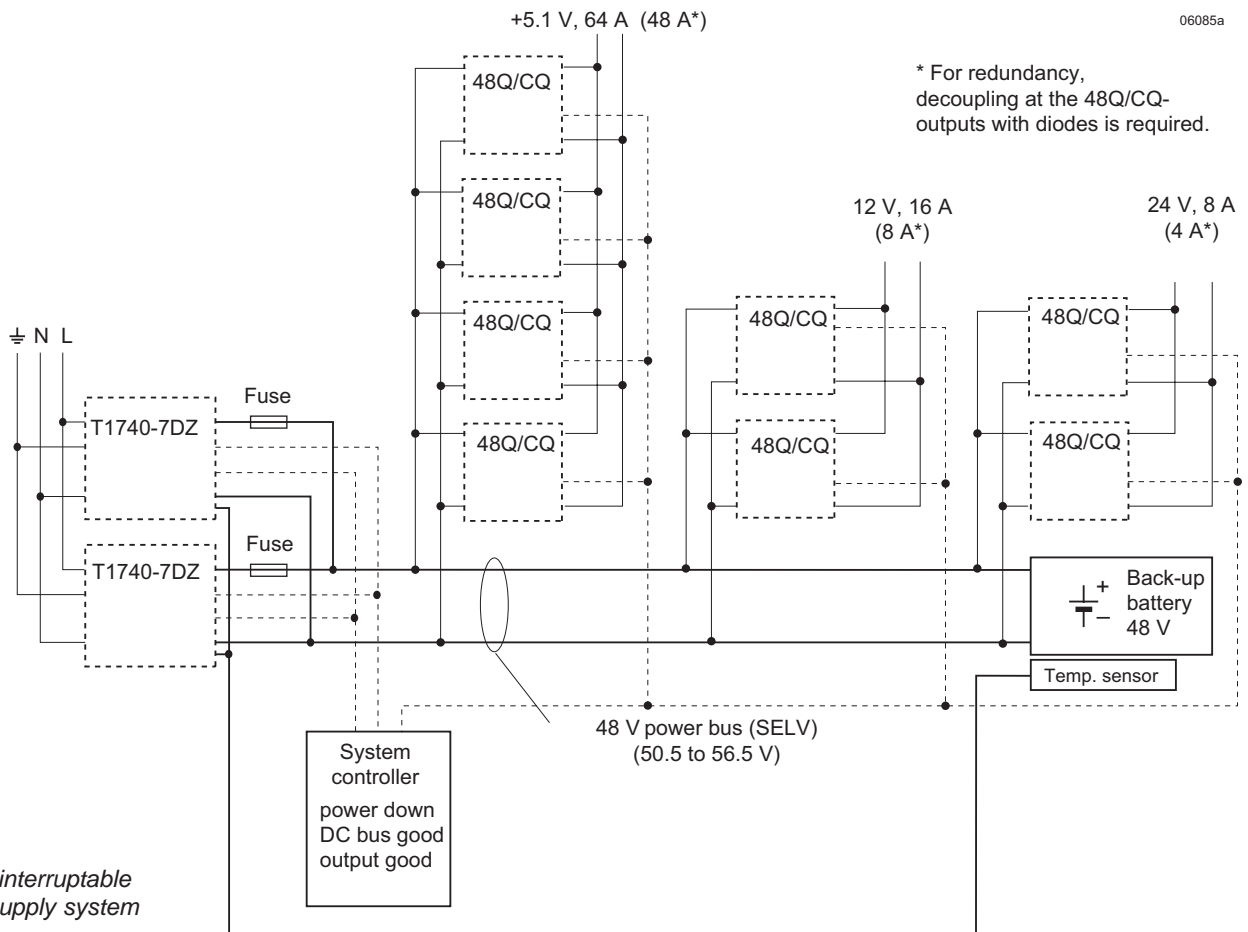 +5.1 V, 64 A (48 A*)
06085a
* For redundancy,
decoupling at the 48Q/CQ-
outputs with diodes is required.
48Q/CQ
48Q/CQ
48Q/CQ
48Q/CQ
12 V, 16 A
(8 A*)
48Q/CQ
48Q/CQ
24 V, 8 A
(4 A*)
48Q/CQ
48Q/CQ
N L
T1740-7DZ
Fuse
T1740-7DZ
Fuse
+
–
Back-up
battery
48 V
Temp. sensor
48 V power bus (SELV)
(50.5 to 56.5 V)
System
controller
power down
DC bus good
output good
interruptable
upply system